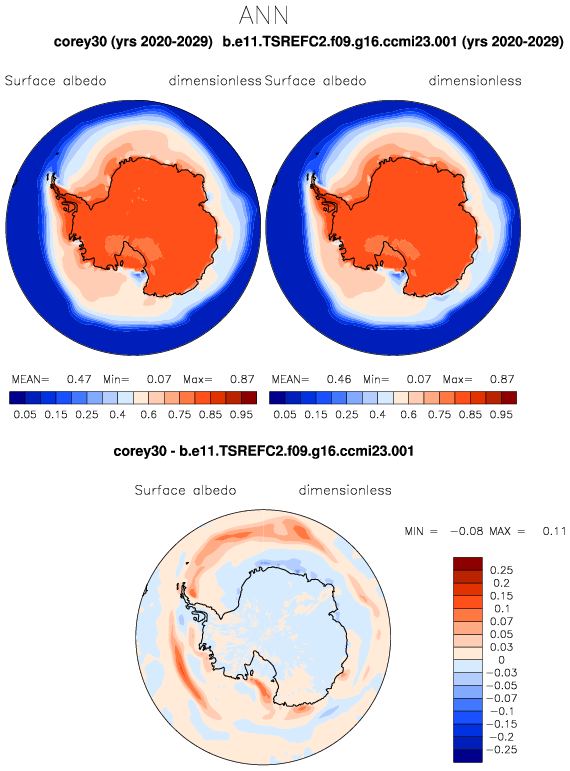 ANN
corey30 (yrs 2020-2029) b.e11.TSREFC2.f09.g16.ccmi23.001 (yrs 2020-2029)
Surface albedo dimensionless Surface albedo dimensionless
MEAN= 0.47 Min= 0.07 Max= 0.87 MEAN= 0.46 Min= 0.07 Max= 0.87
0.05 0.15 0.25 0.4 0.6 0.75 0.85 0.95 0.05 0.15 0.25 0.4 0.6 0.75 0.85 0.95
corey30 - b.e11.TSREFC2.f09.g16.ccmi23.001
Surface albedo dimensionless
MIN = -0.08 MAX = 0.11
0.25
0.2
0.15
0.1
0.07
0.05
0.03
0
-0.03
-0.05
-0.07
-0.1
-0.15
-0.2
-0.25